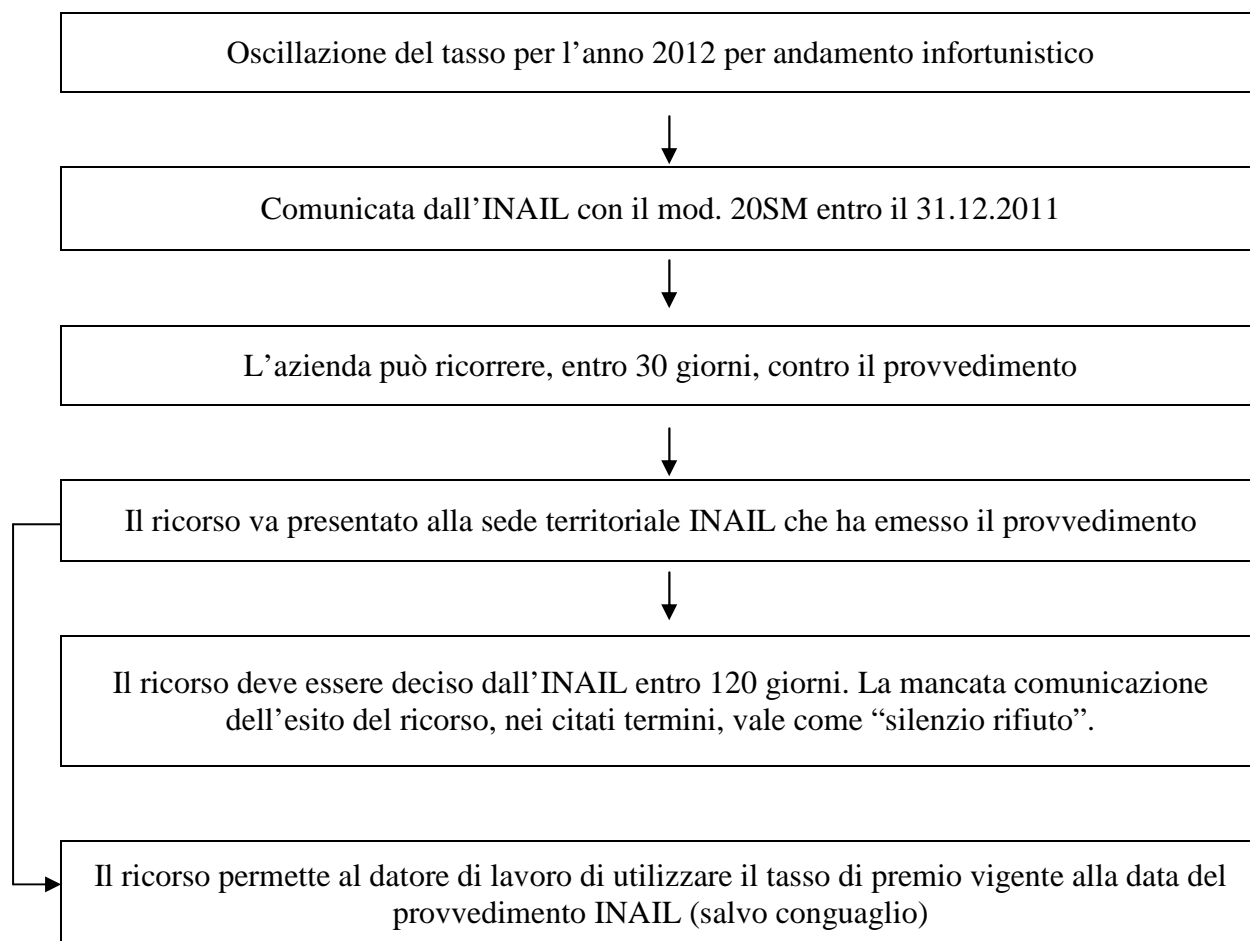 Oscillazione del tasso per l’anno 2012 per andamento infortunistico
Comunicata dall’INAIL con il mod. 20SM entro il 31.12.2011
L’azienda può ricorrere, entro 30 giorni, contro il provvedimento
Il ricorso va presentato alla sede territoriale INAIL che ha emesso il provvedimento
Il ricorso deve essere deciso dall’INAIL entro 120 giorni. La mancata comunicazione
dell’esito del ricorso, nei citati termini, vale come “silenzio rifiuto”.
Il ricorso permette al datore di lavoro di utilizzare il tasso di premio vigente alla data del
provvedimento INAIL (salvo conguaglio)